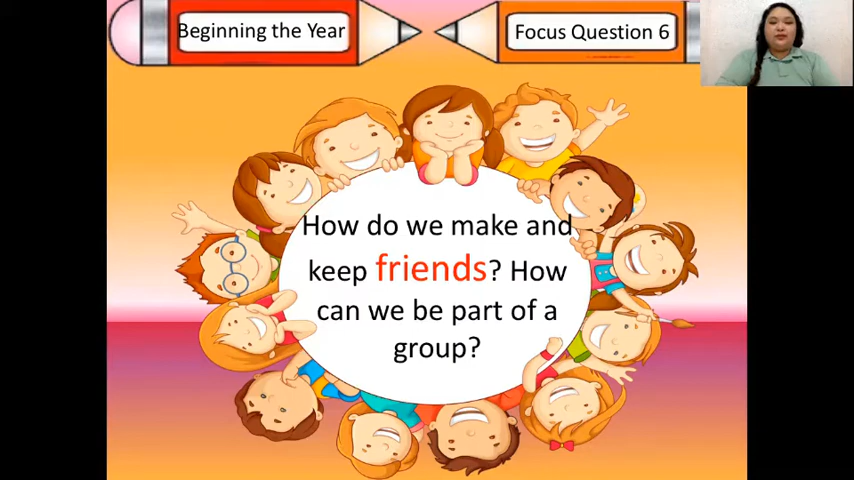 Beginning the Year
Focus Question 6
How do we make and
keep friends? How
can we be part of a
group?